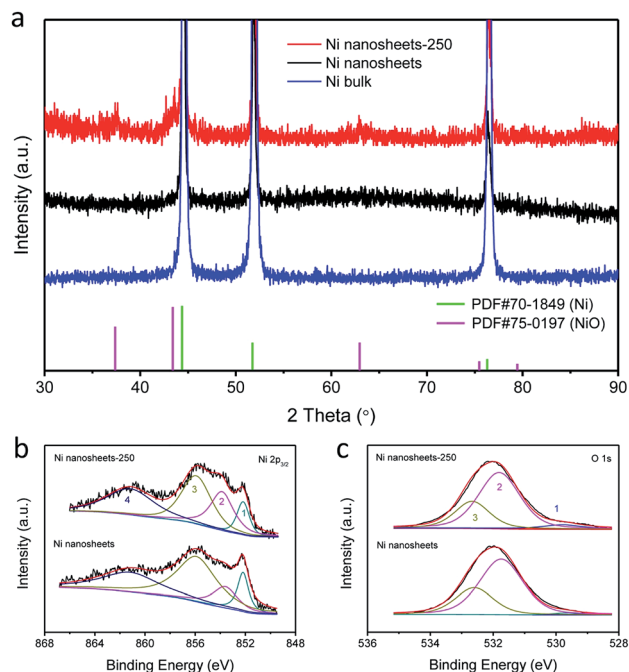 a
Ni nanosheets-250
Ni nanosheets
Ni bulk
Intensity (a.u.)
PDF#70-1849 (Ni)
PDF#75-0197 (NiO)
30 40 50 60 70 80 90
2 Theta (°)
b
Ni nanosheets-250 Ni 2p3/2
4 3 2 1
Ni nanosheets
Intensity (a.u.)
868 864 860 856 852 848
Binding Energy (eV)
c
Ni nanosheets-250 O 1s
3 2 1
Ni nanosheets
Intensity (a.u.)
536 534 532 530 528
Binding Energy (eV)